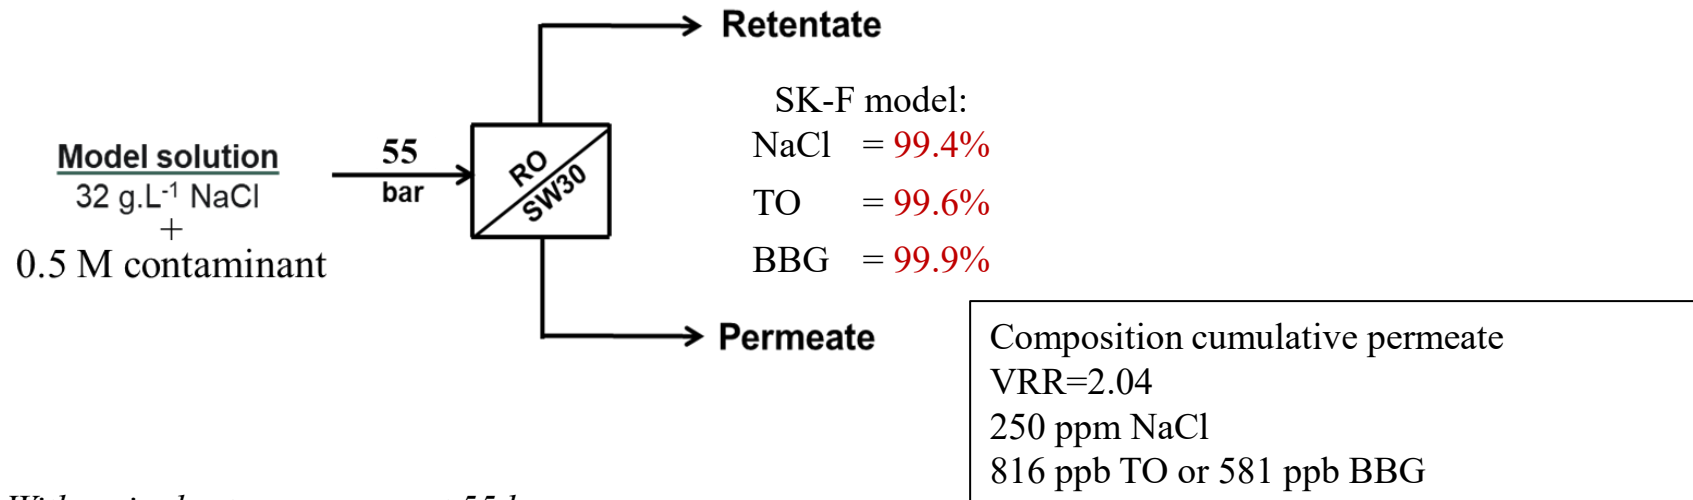 Retentate
SK-F model:
NaCl = 99.4%
TO = 99.6%
BBG = 99.9%
Model solution
32 g.L⁻¹ NaCl
+
0.5 M contaminant
55
bar
RO
SW30
Permeate
Composition cumulative permeate
VRR=2.04
250 ppm NaCl
816 ppb TO or 581 ppb BBG